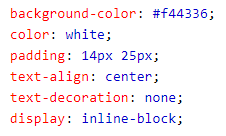 background-color: #f44336;
color: white;
padding: 14px 25px;
text-align: center;
text-decoration: none;
display: inline-block;